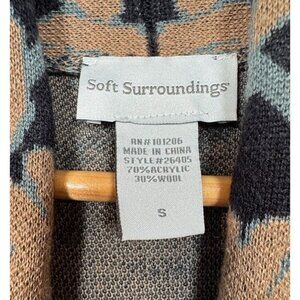 Soft Surroundings
RN#101206
MADE IN CHINA
STYLE#26405
70%ACRYLIC
30%WOOL
S